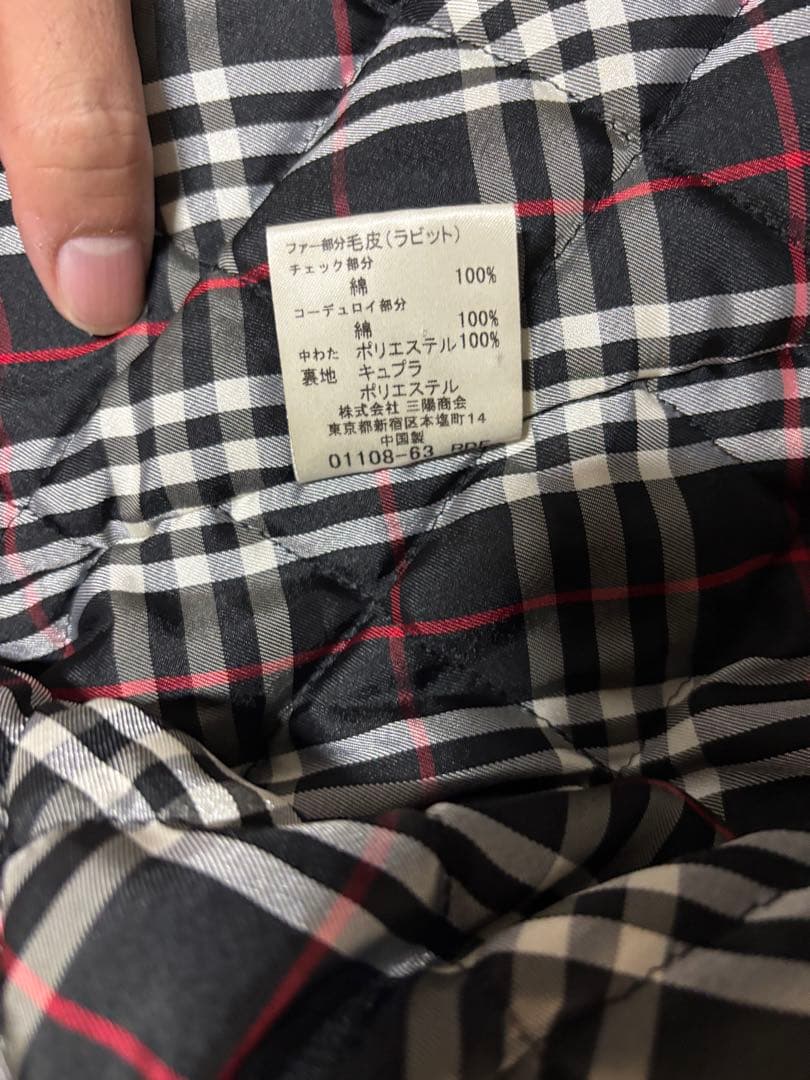 ファー部分毛皮(ラビット)
チェック部分
綿 100%
コーデュロイ部分
綿 100%
中わた ポリエステル100%
裏地 キュプラ
ポリエステル
株式会社 三陽商会
東京都新宿区本塩町14
中国製
01108-63